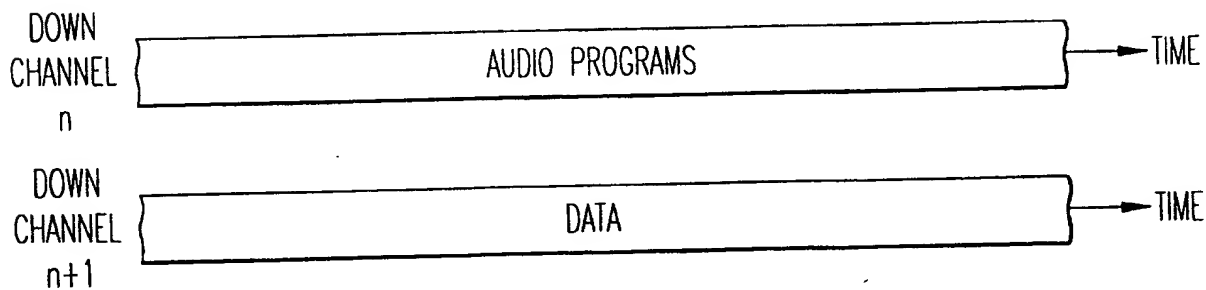 DOWN
CHANNEL
n
AUDIO PROGRAMS
TIME
DOWN
CHANNEL
n+1
DATA
TIME